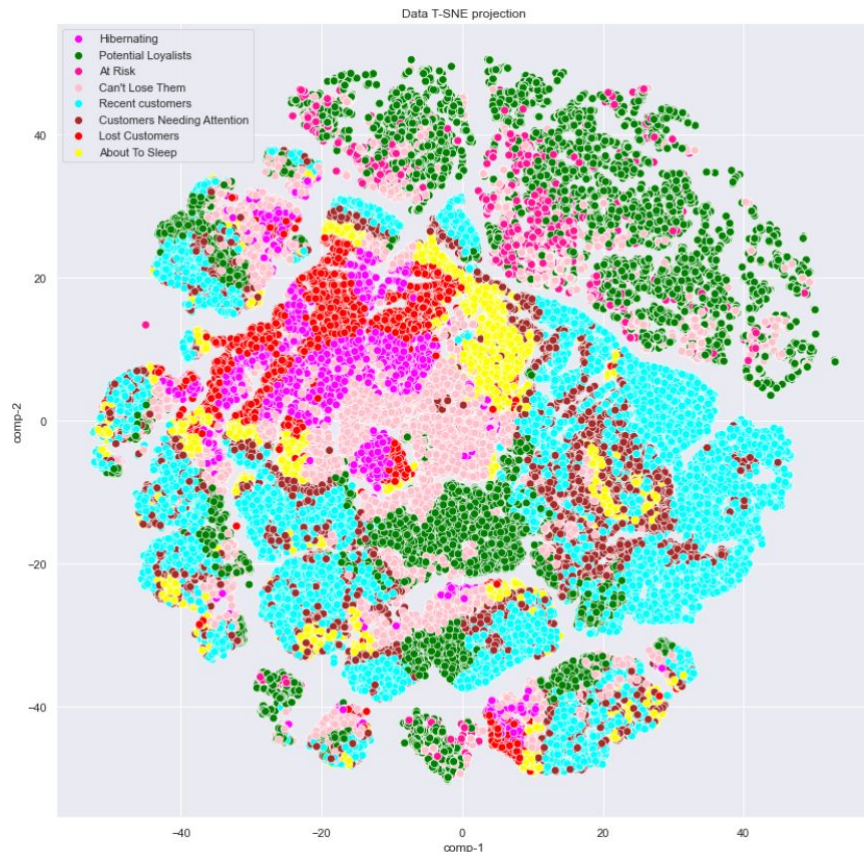 Data T-SNE projection
Hibernating
Potential Loyalists
At Risk
Can't Lose Them
Recent customers
Customers Needing Attention
Lost Customers
About To Sleep
40
20
0
−20
−40
comp-2
−40
−20
0
20
40
comp-1